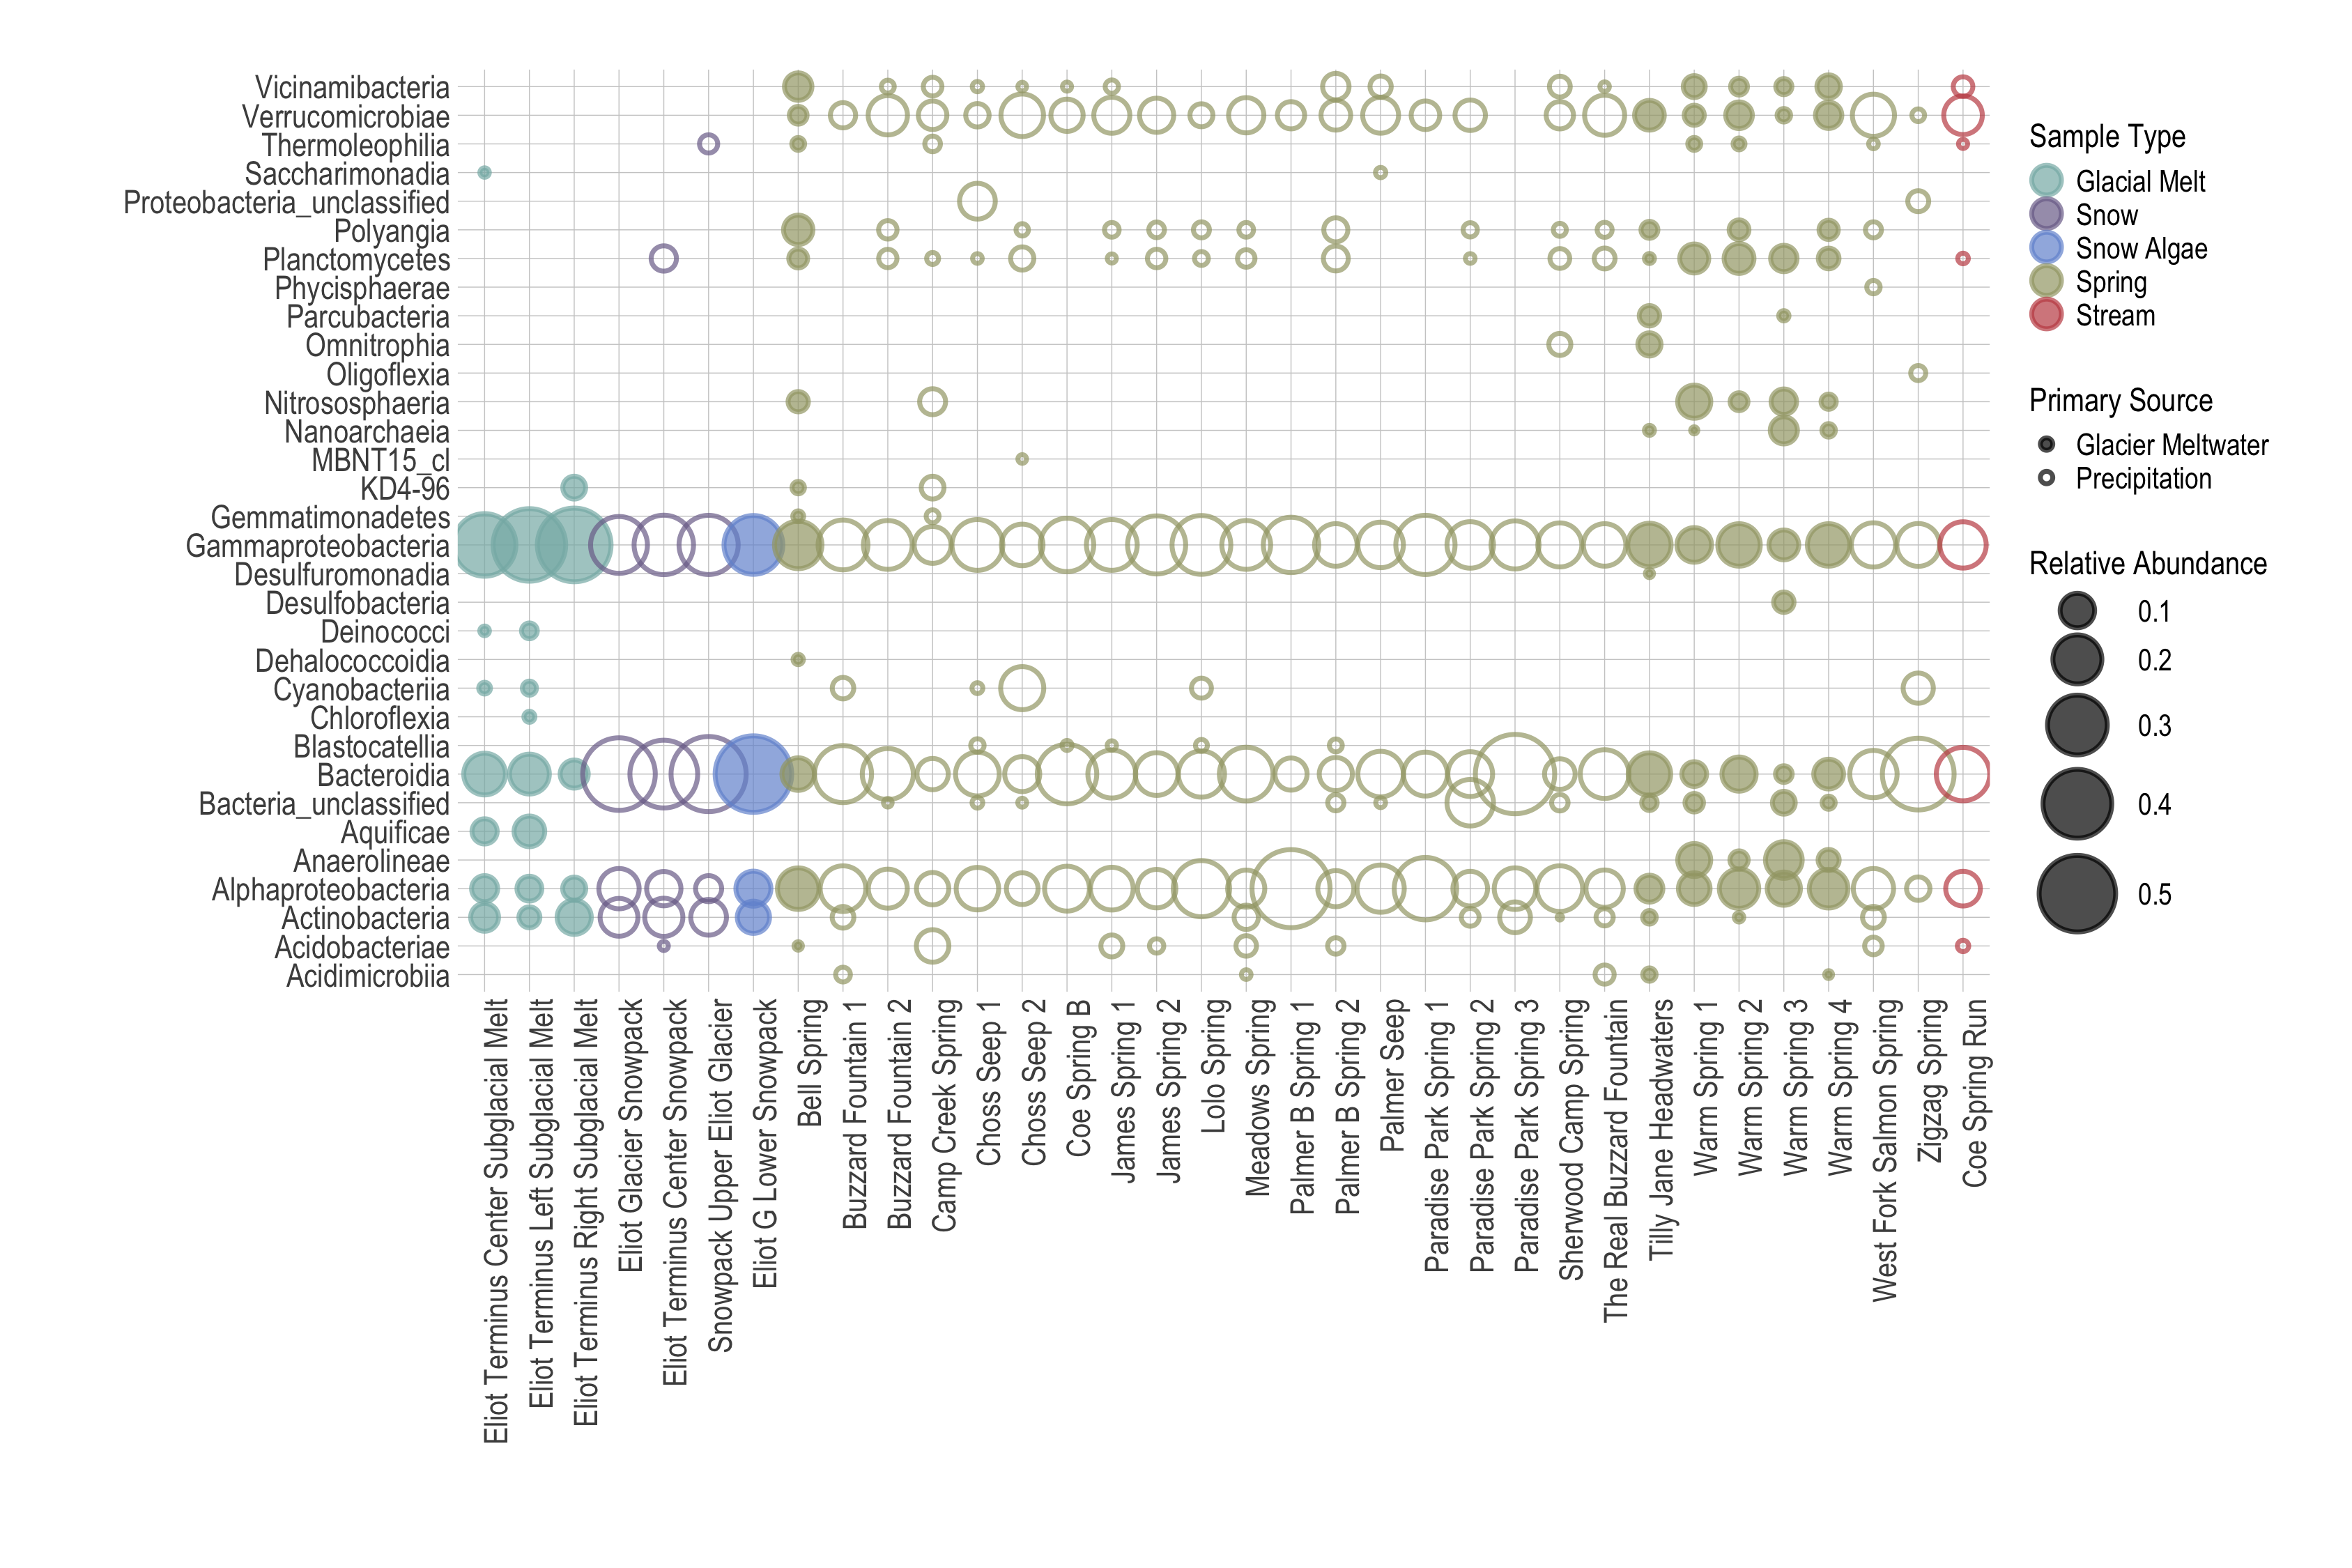 Vicinamibacteria
Verrucomicrobiae
Thermoleophilia
Saccharimonadia
Proteobacteria_unclassified
Polyangia
Planctomycetes
Phycisphaerae
Parcubacteria
Omnitrophia
Oligoflexia
Nitrososphaeria
Nanoarchaeia
MBNT15_cl
KD4-96
Gemmatimonadetes
Gammaproteobacteria
Desulfuromonadia
Desulfobacteria
Deinococci
Dehalococcoidia
Cyanobacteriia
Chloroflexia
Blastocatellia
Bacteroidia
Bacteria_unclassified
Aquificae
Anaerolineae
Alphaproteobacteria
Actinobacteria
Acidobacteriae
Acidimicrobiia
Eliot Terminus Center Subglacial Melt
Eliot Terminus Left Subglacial Melt
Eliot Terminus Right Subglacial Melt
Eliot Glacier Snowpack
Eliot Terminus Center Snowpack
Snowpack Upper Eliot Glacier
Eliot G Lower Snowpack
Bell Spring
Buzzard Fountain 1
Buzzard Fountain 2
Camp Creek Spring
Choss Seep 1
Choss Seep 2
Coe Spring B
James Spring 1
James Spring 2
Lolo Spring
Meadows Spring
Palmer B Spring 1
Palmer B Spring 2
Palmer Seep
Paradise Park Spring 1
Paradise Park Spring 2
Paradise Park Spring 3
Sherwood Camp Spring
The Real Buzzard Fountain
Tilly Jane Headwaters
Warm Spring 1
Warm Spring 2
Warm Spring 3
Warm Spring 4
West Fork Salmon Spring
Zigzag Spring
Coe Spring Run
Sample Type
Glacial Melt
Snow
Snow Algae
Spring
Stream
Primary Source
Glacier Meltwater
Precipitation
Relative Abundance
0.1
0.2
0.3
0.4
0.5